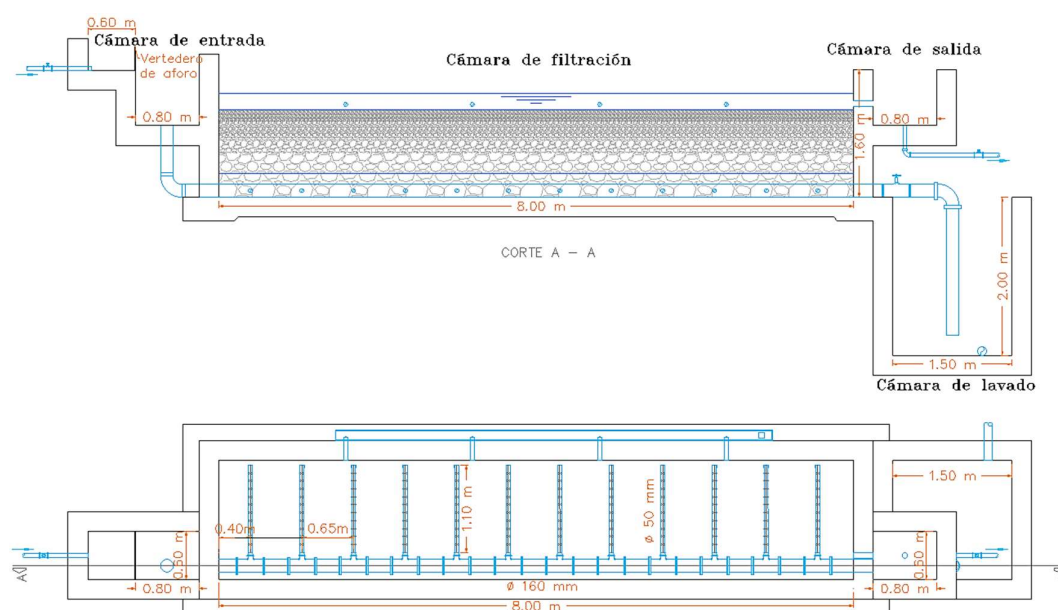 0.60 m
Cámara de entrada
Vertedero
de aforo
Cámara de filtración
Cámara de salida
0.80 m
0.80 m
1.60 m
8.00 m
CORTE A - A
2.00 m
1.50 m
Cámara de lavado
1.50 m
1.10 m
ø 50 mm
0.40m
0.65m
0.60 m
0.60 m
A
0.80 m
ø 160 mm
0.80 m
8.00 m